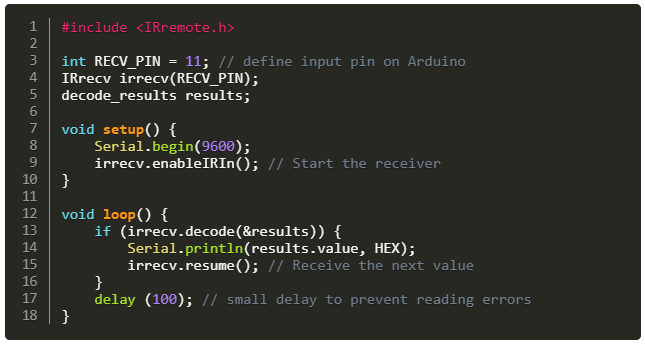 1 #include <IRremote.h>
2
3 int RECV_PIN = 11; // define input pin on Arduino
4 IRrecv irrecv(RECV_PIN);
5 decode_results results;
6
7 void setup() {
8     Serial.begin(9600);
9     irrecv.enableIRIn(); // Start the receiver
10 }
11
12 void loop() {
13     if (irrecv.decode(&results)) {
14         Serial.println(results.value, HEX);
15         irrecv.resume(); // Receive the next value
16     }
17     delay (100); // small delay to prevent reading errors
18 }